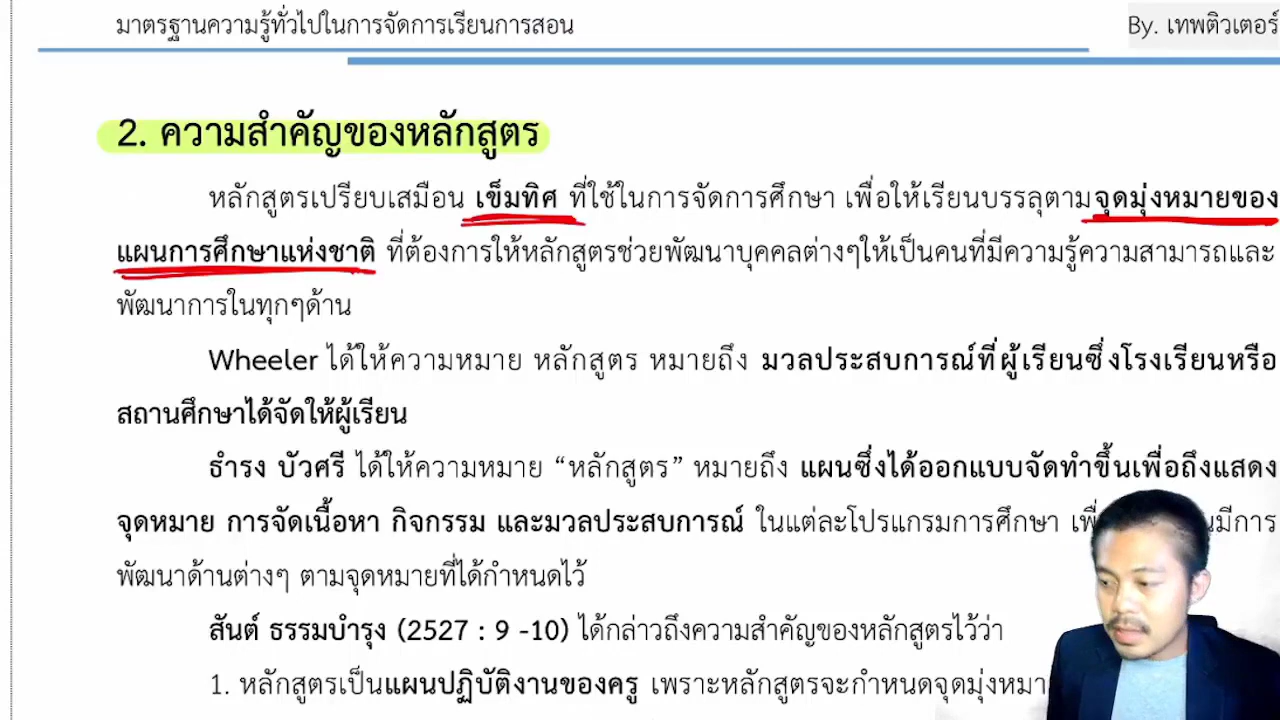 มาตรฐานความรู้ทั่วไปในการจัดการเรียนการสอน
By. เทพติวเตอร์
2. ความสำคัญของหลักสูตร
หลักสูตรเปรียบเสมือน เข็มทิศ ที่ใช้ในการจัดการศึกษา เพื่อให้เรียนบรรลุตามจุดมุ่งหมายของ
แผนการศึกษาแห่งชาติ ที่ต้องการให้หลักสูตรช่วยพัฒนาบุคคลต่างๆให้เป็นคนที่มีความรู้ความสามารถและ
พัฒนาการในทุกๆด้าน
Wheeler ได้ให้ความหมาย หลักสูตร หมายถึง มวลประสบการณ์ที่ผู้เรียนซึ่งโรงเรียนหรือ
สถานศึกษาได้จัดให้ผู้เรียน
ธำรง บัวศรี ได้ให้ความหมาย “หลักสูตร” หมายถึง แผนซึ่งได้ออกแบบจัดทำขึ้นเพื่อถึงแสดง
จุดหมาย การจัดเนื้อหา กิจกรรม และมวลประสบการณ์ ในแต่ละโปรแกรมการศึกษา มีการ
พัฒนาด้านต่างๆ ตามจุดหมายที่ได้กำหนดไว้
สันต์ ธรรมบำรุง (2527 : 9 -10) ได้กล่าวถึงความสำคัญของหลักสูตรไว้ว่า
1. หลักสูตรเป็นแผนปฏิบัติงานของครู เพราะหลักสูตรจะกำหนด